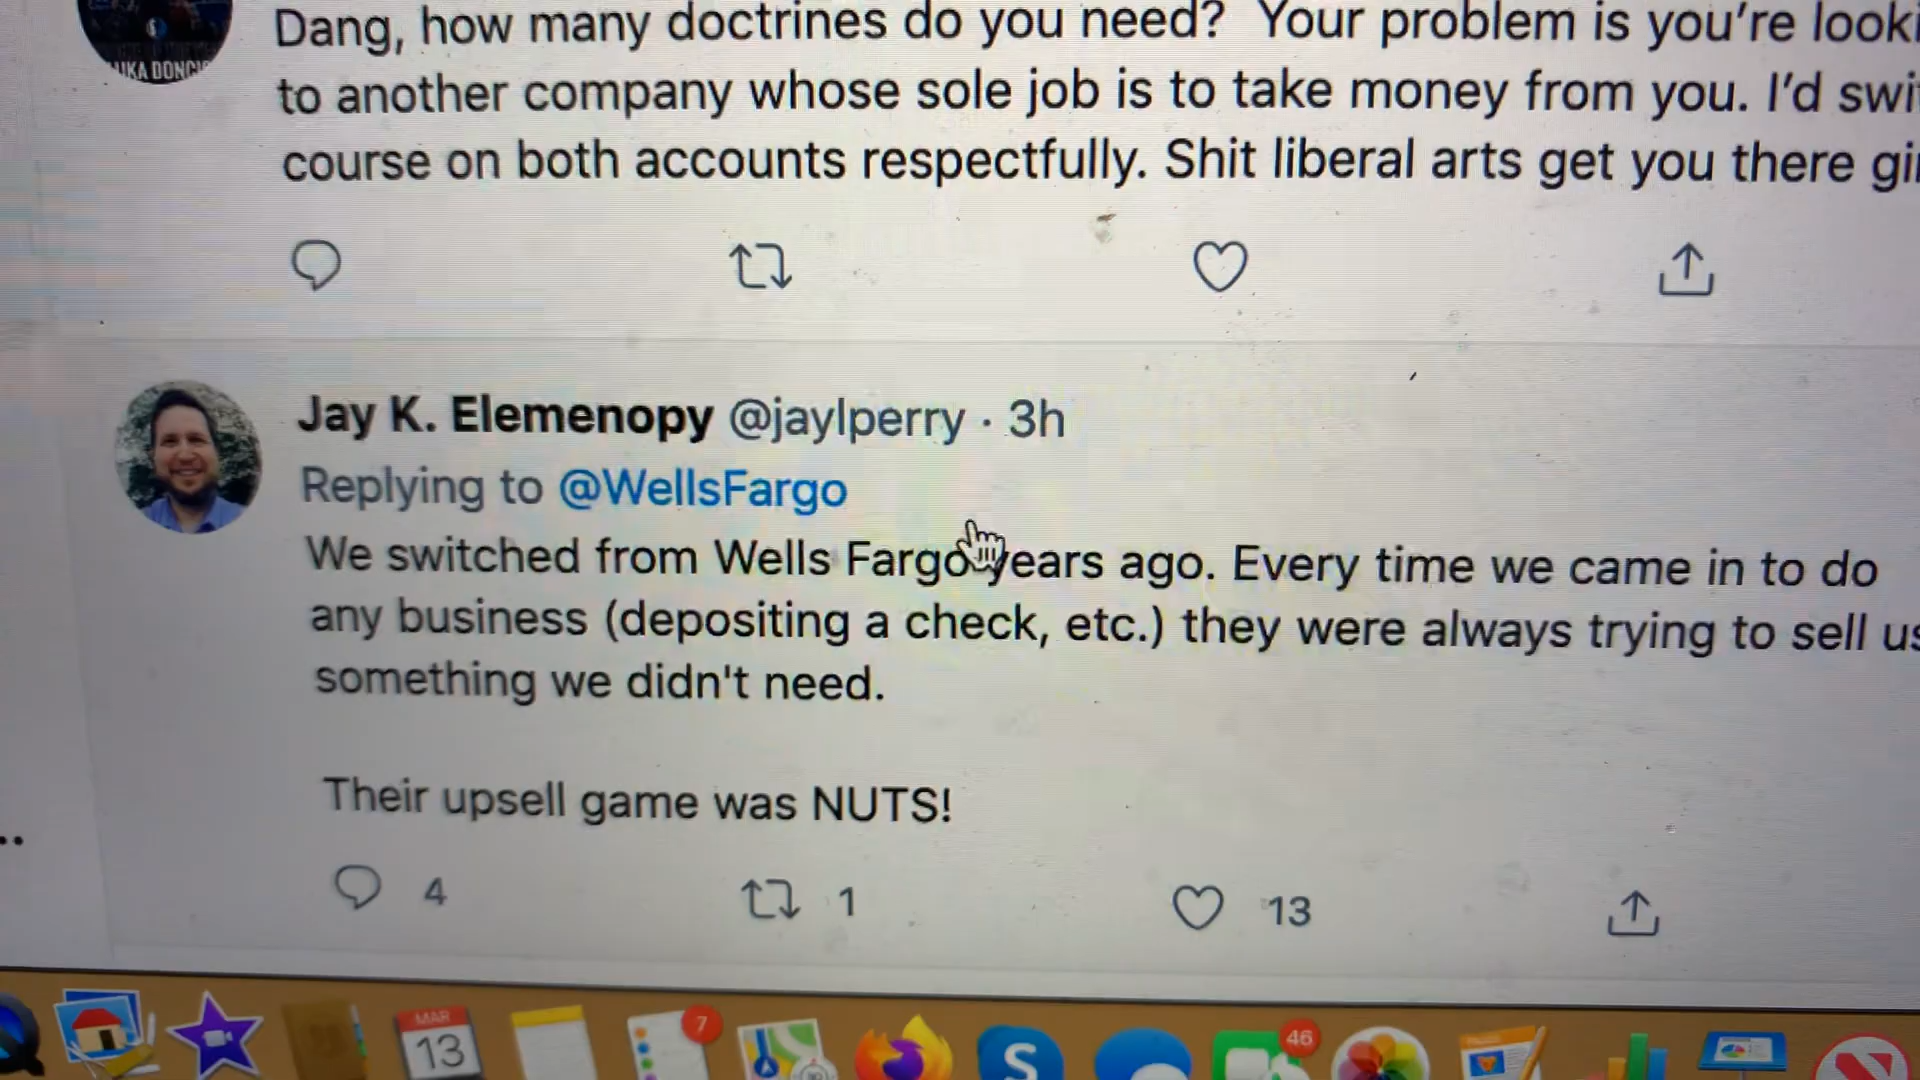 Dang, how many doctrines do you need? Your problem is you're
to another company whose sole job is to take money from you. I'd
course on both accounts respectfully. Shit liberal arts get you there
Jay K. Elemenopy @jaylperry · 3h
Replying to @WellsFargo
We switched from Wells Fargo years ago. Every time we came in to do
any business (depositing a check, etc.) they were always trying to sell us
something we didn't need.
Their upsell game was NUTS!
4 1 13
MAR
13
7
S
46